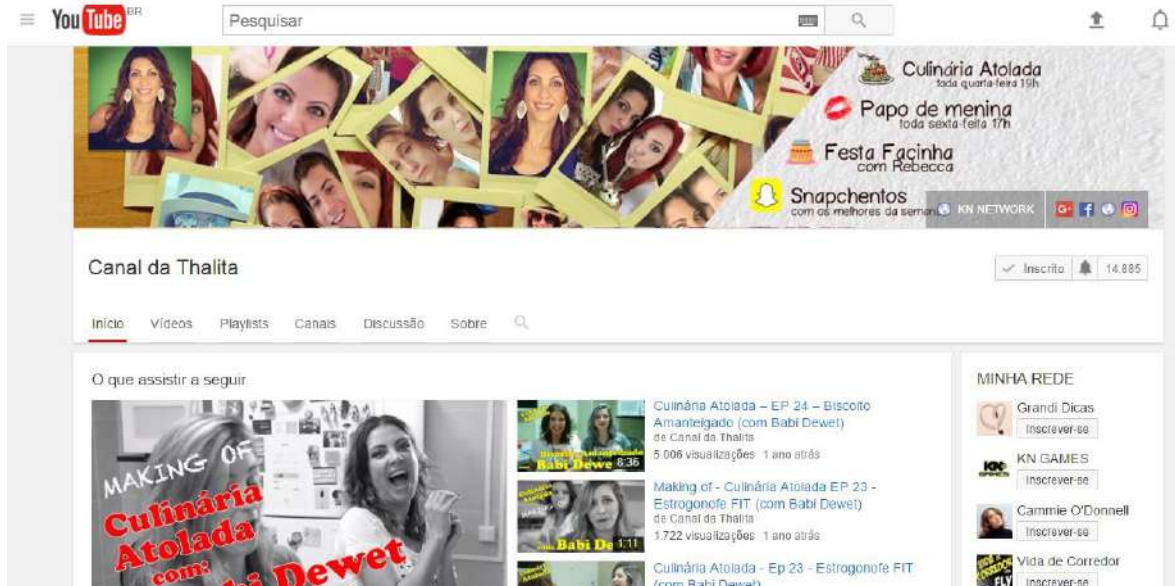 YouTube BR
Pesquisar
Culinária Atolada
toda quarta-feira 19h
Papo de menina
toda sexta-feira 17h
Festa Facinha
com Rebecca
Snapchentos
com os melhores da seman
KN NETWORK
G+
Canal da Thalita
Inscrito 14.885
Início Vídeos Playlists Canais Discussão Sobre
O que assistir a seguir
MAKING OF
Culinária
Atolada
com:
Babi Dewet
Culinária Atolada – EP 24 – Biscoito
Amanteigado (com Babi Dewet)
de Canal da Thalita
5.006 visualizações 1 ano atrás
8:36
Making of - Culinária Atolada EP 23 -
Estrogonofe FIT (com Babi Dewet)
de Canal da Thalita
1.722 visualizações 1 ano atrás
1:11
Culinária Atolada - Ep 23 - Estrogonofe FIT
(com Babi Dewet)
MINHA REDE
Grandi Dicas
Inscrever-se
KN GAMES
Inscrever-se
Cammie O'Donnell
Inscrever-se
Vida de Corredor
Inscrever-se